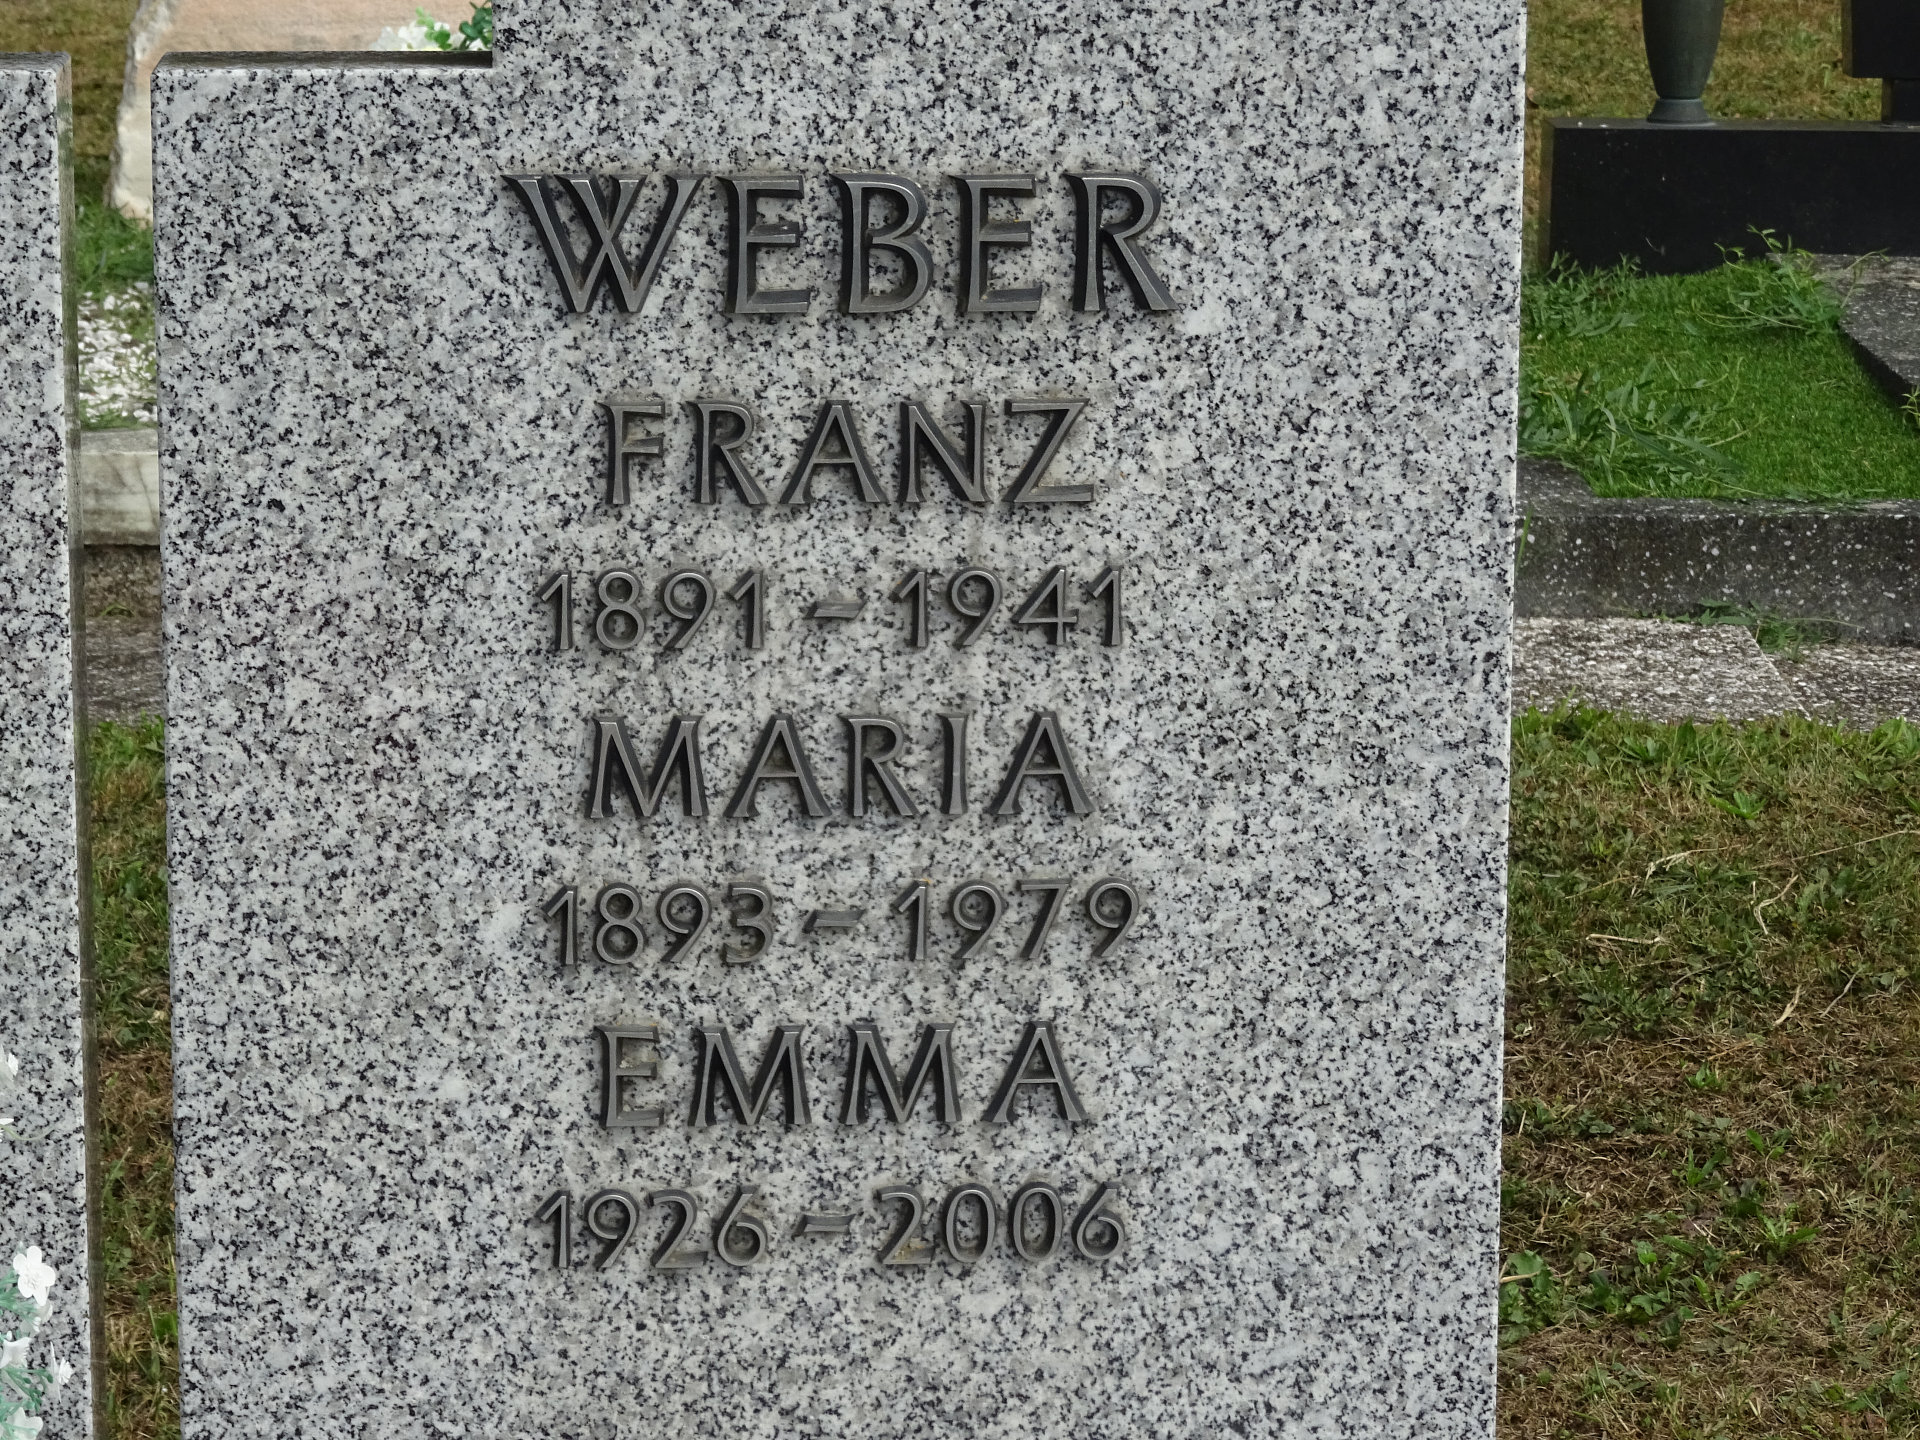 WEBER
FRANZ
1891 - 1941
MARIA
1893 - 1979
EMMA
1926 - 2006